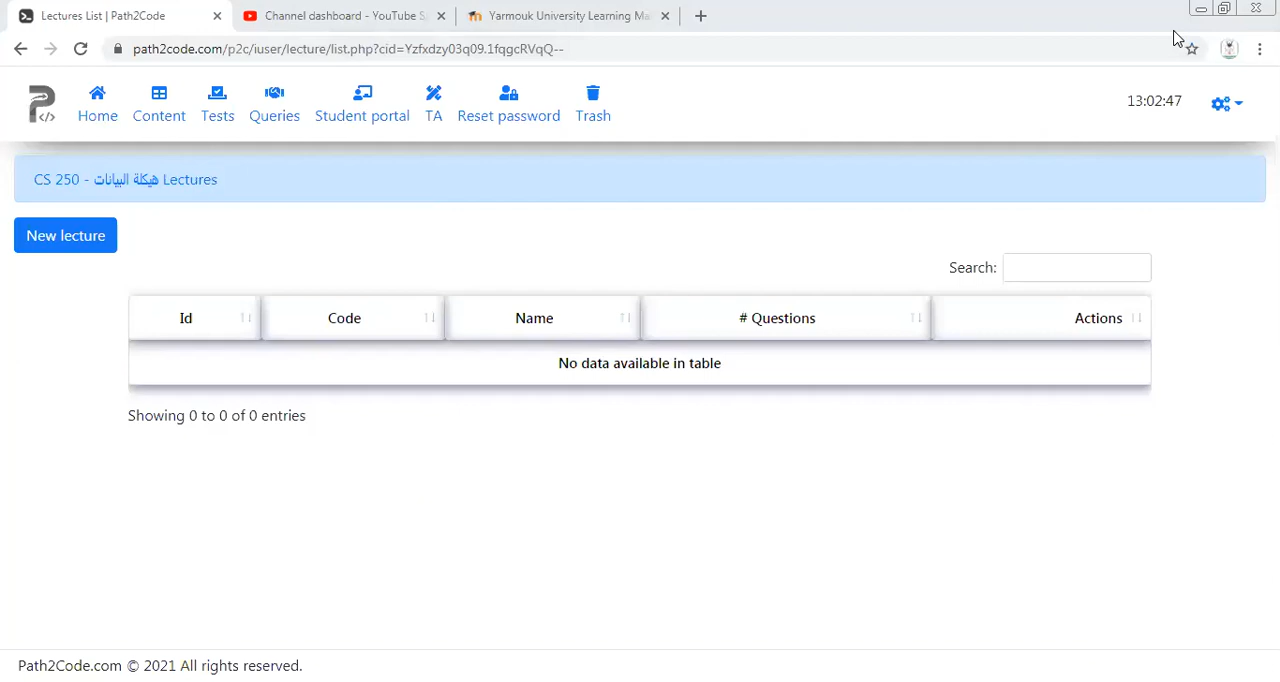 Lectures List | Path2Code
Channel dashboard - YouTube S
Yarmouk University Learning Ma
path2code.com/p2c/iuser/lecture/list.php?cid=Yzfxdzy03q09.1fqgcRVqQ--
Home
Content
Tests
Queries
Student portal
TA
Reset password
Trash
13:02:47
CS 250 - هيكلة البيانات Lectures
New lecture
Search:
Id
Code
Name
# Questions
Actions
No data available in table
Showing 0 to 0 of 0 entries
Path2Code.com © 2021 All rights reserved.